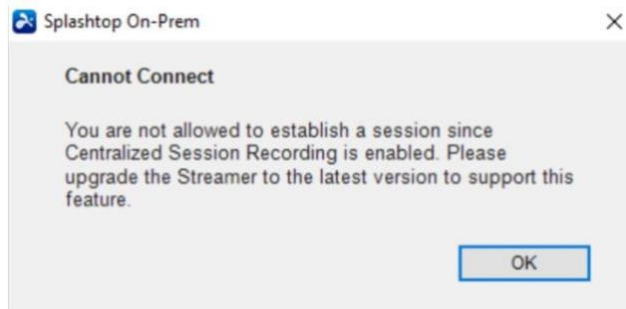 Splashtop On-Prem
Cannot Connect
You are not allowed to establish a session since
Centralized Session Recording is enabled. Please
upgrade the Streamer to the latest version to support this
feature.
OK